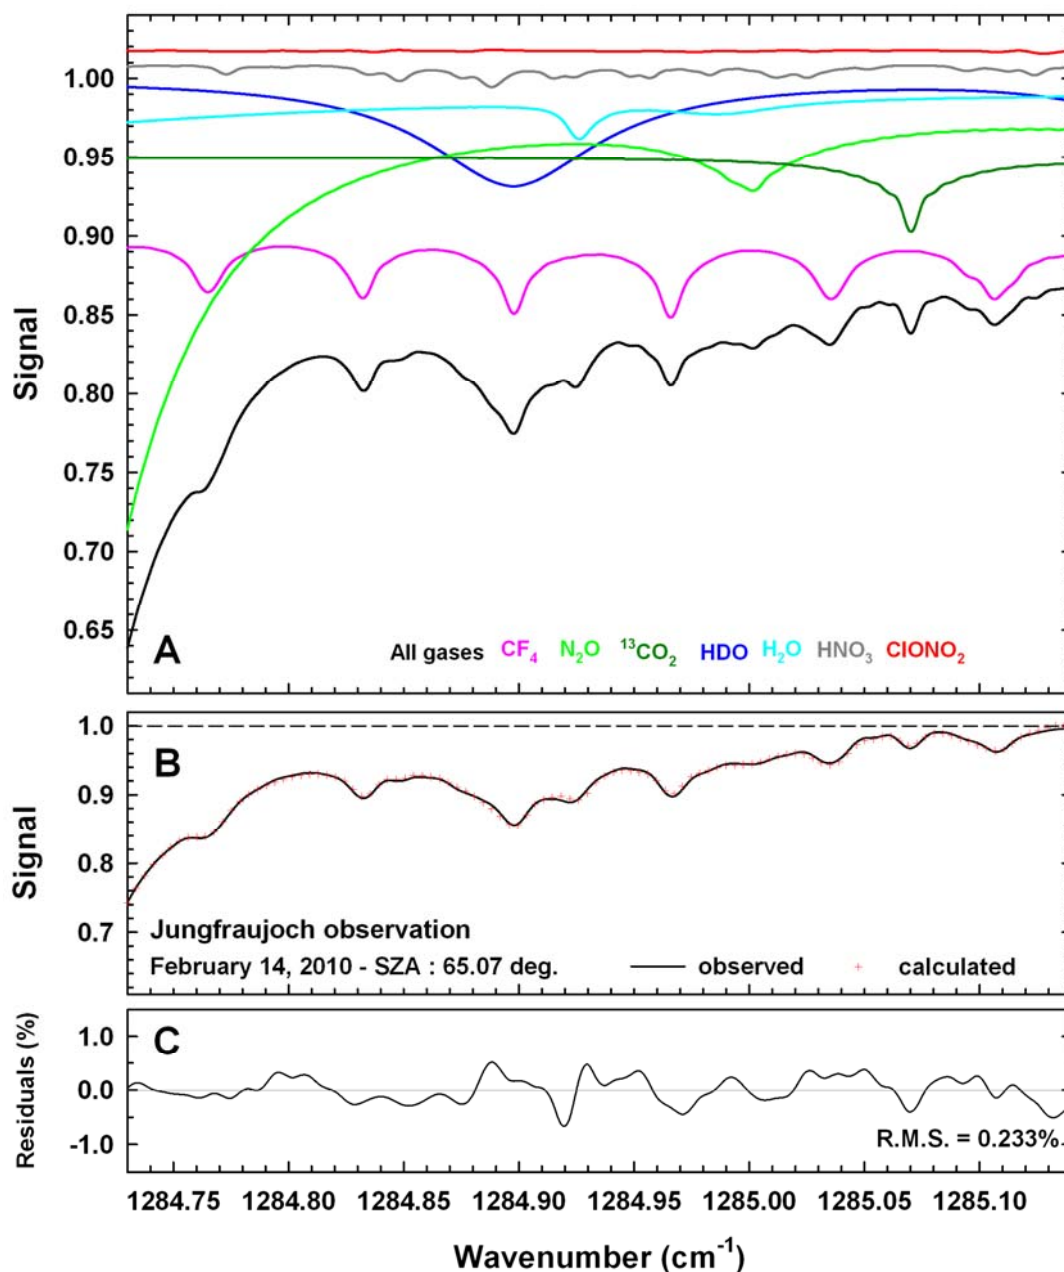 1.00
0.95
0.90
0.85
0.80
0.75
0.70
0.65
Signal
A
All gases CF₄ N₂O ¹³CO₂ HDO H₂O HNO₃ ClONO₂
1.0
0.9
0.8
0.7
Signal
B
Jungfraujoch observation
February 14, 2010 - SZA : 65.07 deg. observed + calculated
1.0
0.0
-1.0
Residuals (%)
C
R.M.S. = 0.233%
1284.75 1284.80 1284.85 1284.90 1284.95 1285.00 1285.05 1285.10
Wavenumber (cm⁻¹)